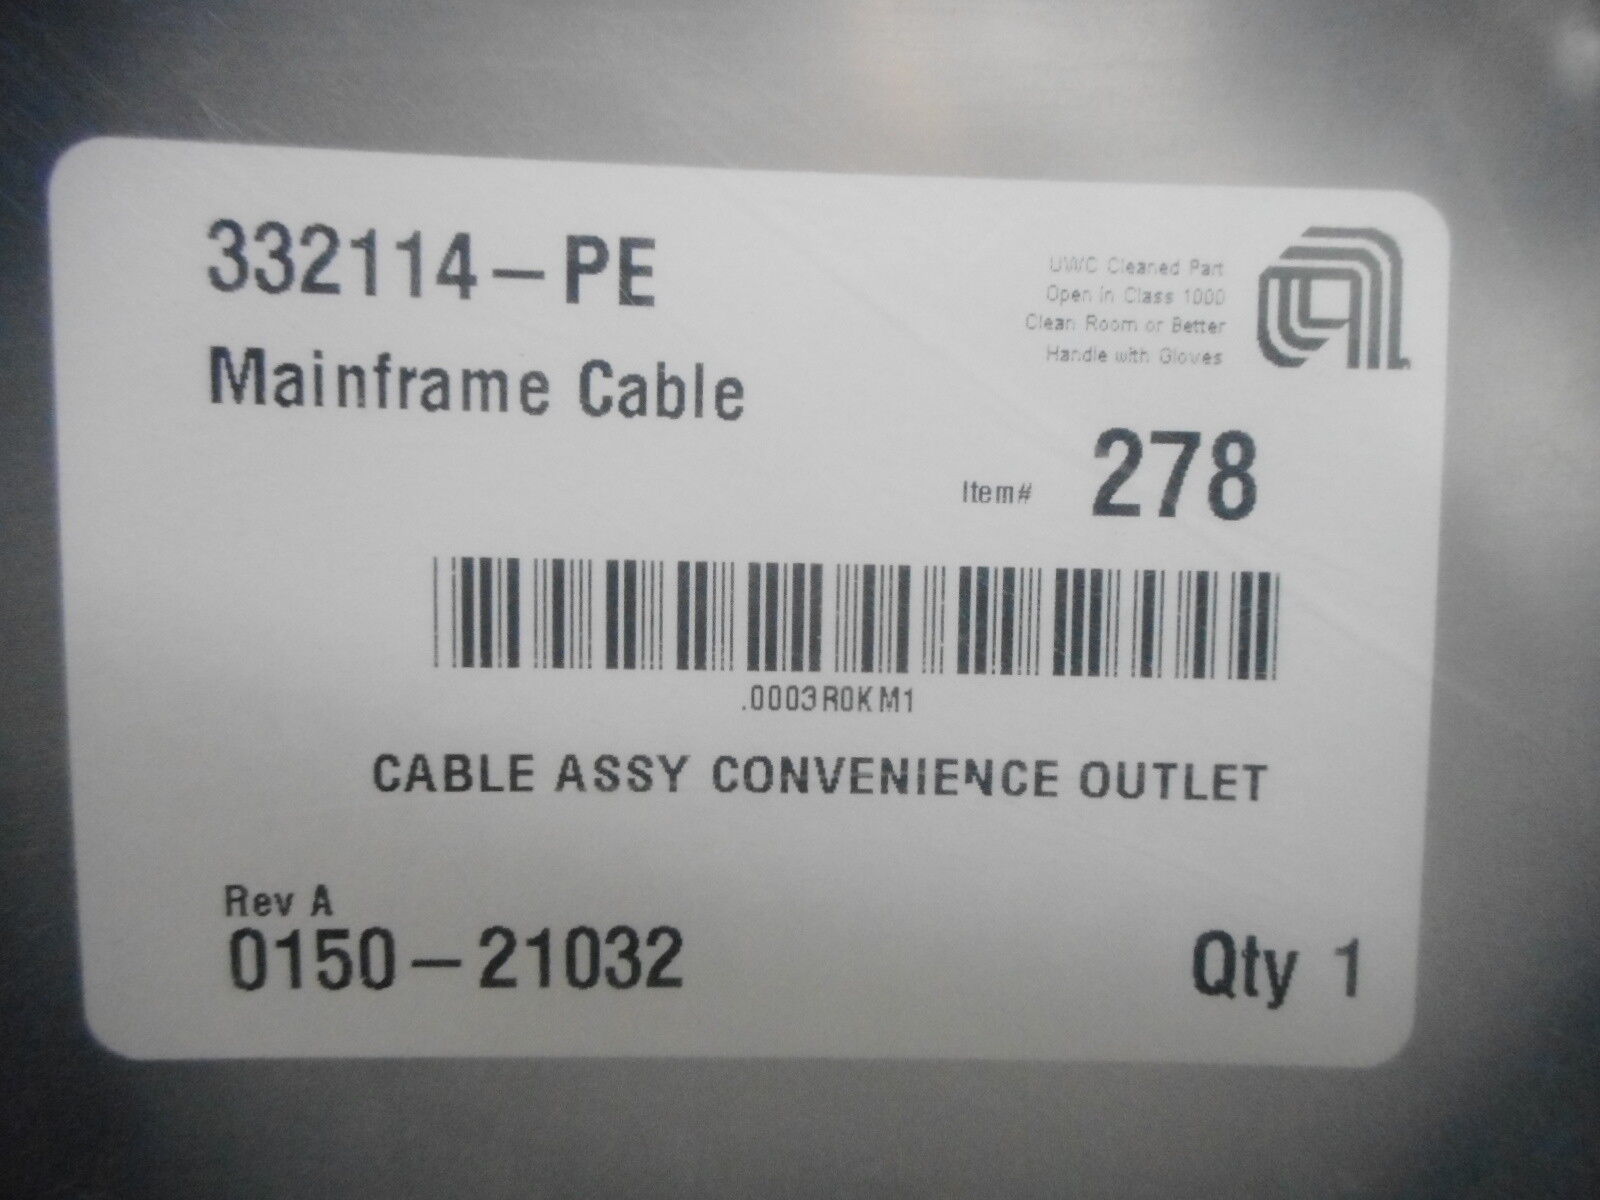 332114-PE
UWC Cleaned Part
Open in Class 1000
Clean Room or Better
Handle with Gloves
Mainframe Cable
Item# 278
.0003R0KM1
CABLE ASSY CONVENIENCE OUTLET
Rev A
0150-21032
Qty 1